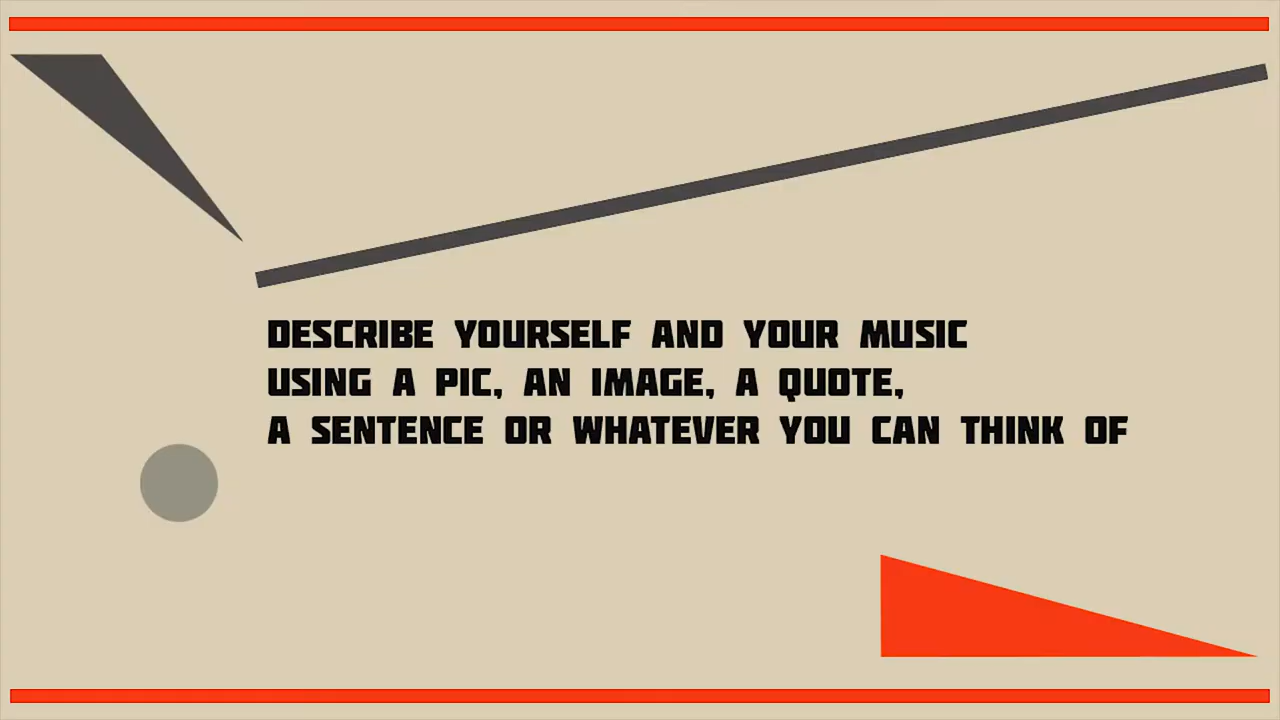 DESCRIBE YOURSELF AND YOUR MUSIC
USING A PIC, AN IMAGE, A QUOTE,
A SENTENCE OR WHATEVER YOU CAN THINK OF